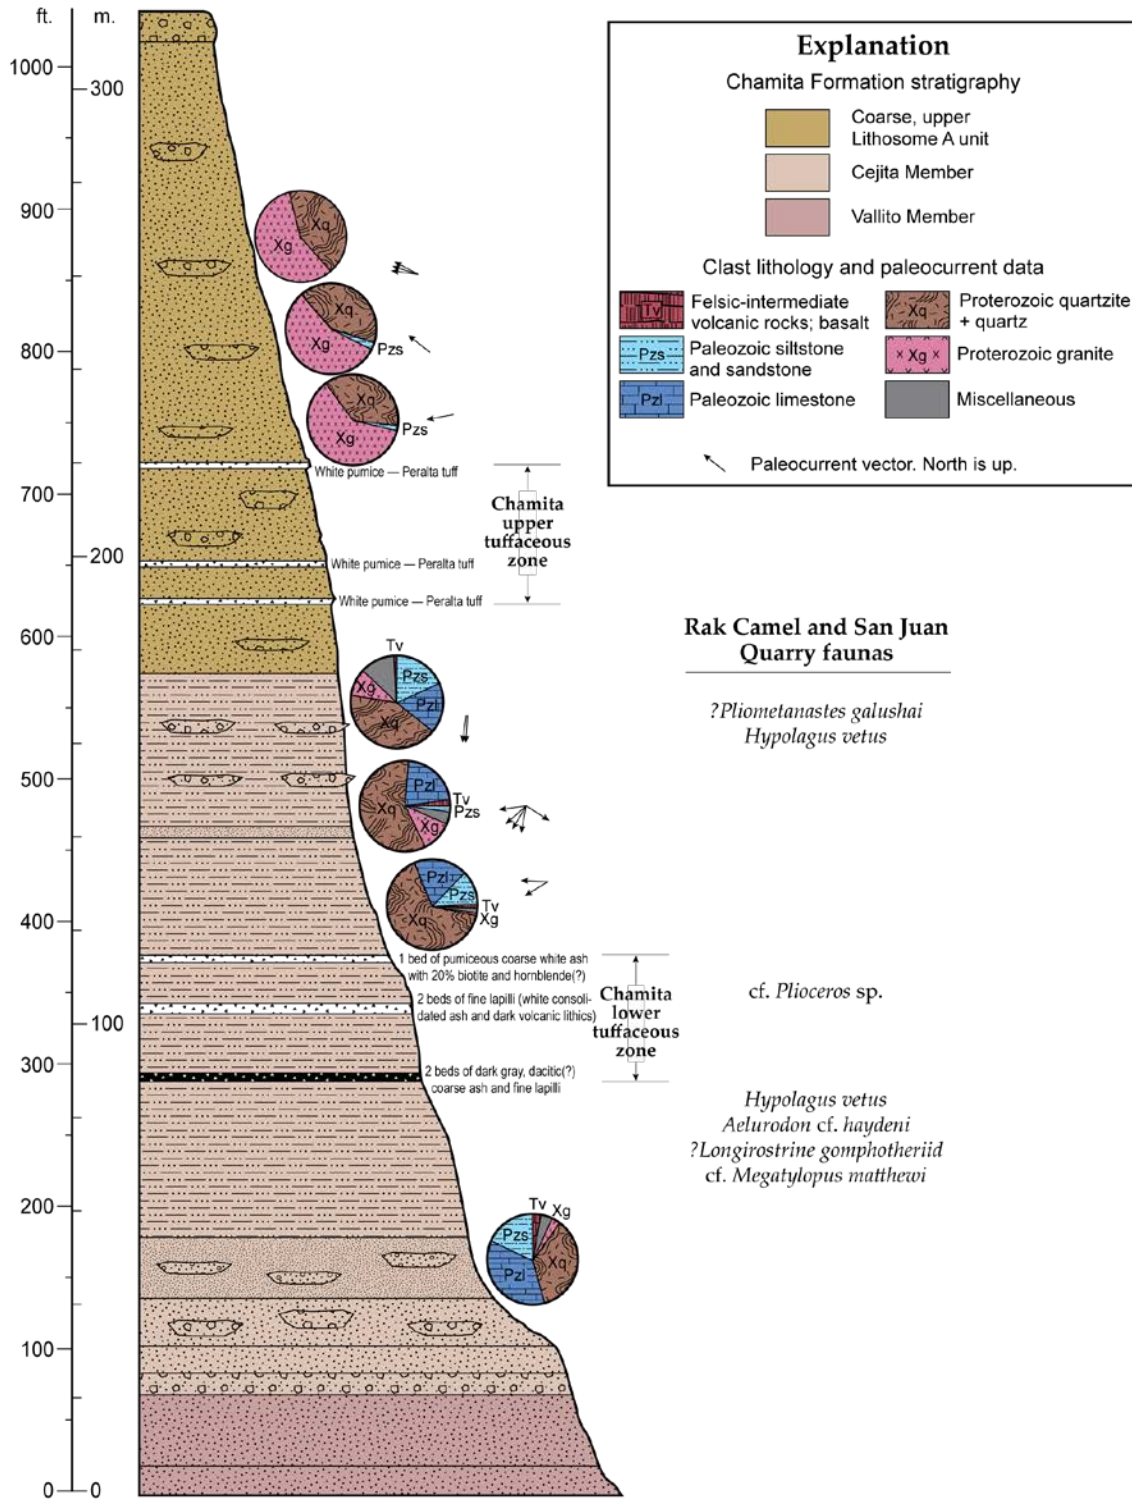 ft.
m.
1000
300
900
800
700
200
600
500
400
100
300
200
100
0
0
Explanation
Chamita Formation stratigraphy
Coarse, upper
Lithosome A unit
Cejita Member
Vallito Member
Clast lithology and paleocurrent data
Tv
Felsic-intermediate
volcanic rocks; basalt
Xq
Proterozoic quartzite
+ quartz
Pzs
Paleozoic siltstone
and sandstone
Xg
Proterozoic granite
Pzl
Paleozoic limestone
Miscellaneous
Paleocurrent vector. North is up.
Xq
Xg
Xq
Xg
Pzs
Xq
Xg
Pzs
White pumice — Peralta tuff
White pumice — Peralta tuff
White pumice — Peralta tuff
Chamita
upper
tuffaceous
zone
Rak Camel and San Juan
Quarry faunas
?Pliometanastes galushai
Hypolagus vetus
Tv
Pzs
Xg
Pzl
Xq
Pzl
Tv
Pzs
Xq
Xg
Pzl
Pzs
Tv
Xg
Xq
1 bed of pumiceous coarse white ash
with 20% biotite and hornblende(?)
2 beds of fine lapilli (white consoli-
dated ash and dark volcanic lithics)
2 beds of dark gray, dacitic(?)
coarse ash and fine lapilli
Chamita
lower
tuffaceous
zone
cf. Plioceros sp.
Hypolagus vetus
Aelurodon cf. haydeni
?Longirostrine gomphotheriid
cf. Megatylopus matthewi
Tv
Xg
Pzs
Xq
Pzl